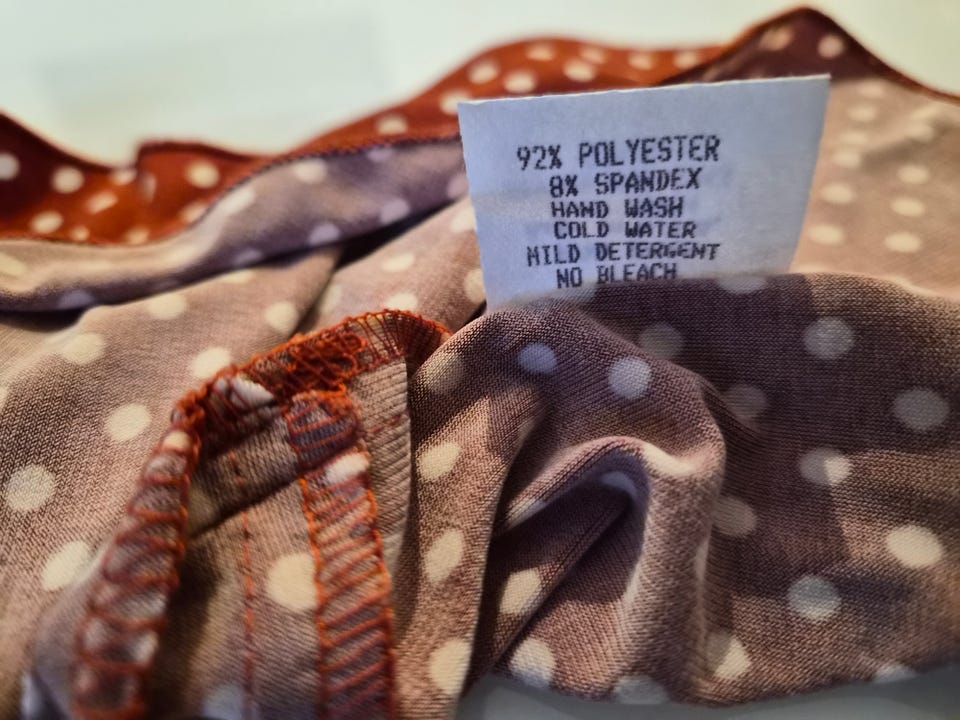 92% POLYESTER
8% SPANDEX
HAND WASH
COLD WATER
MILD DETERGENT
NO BLEACH